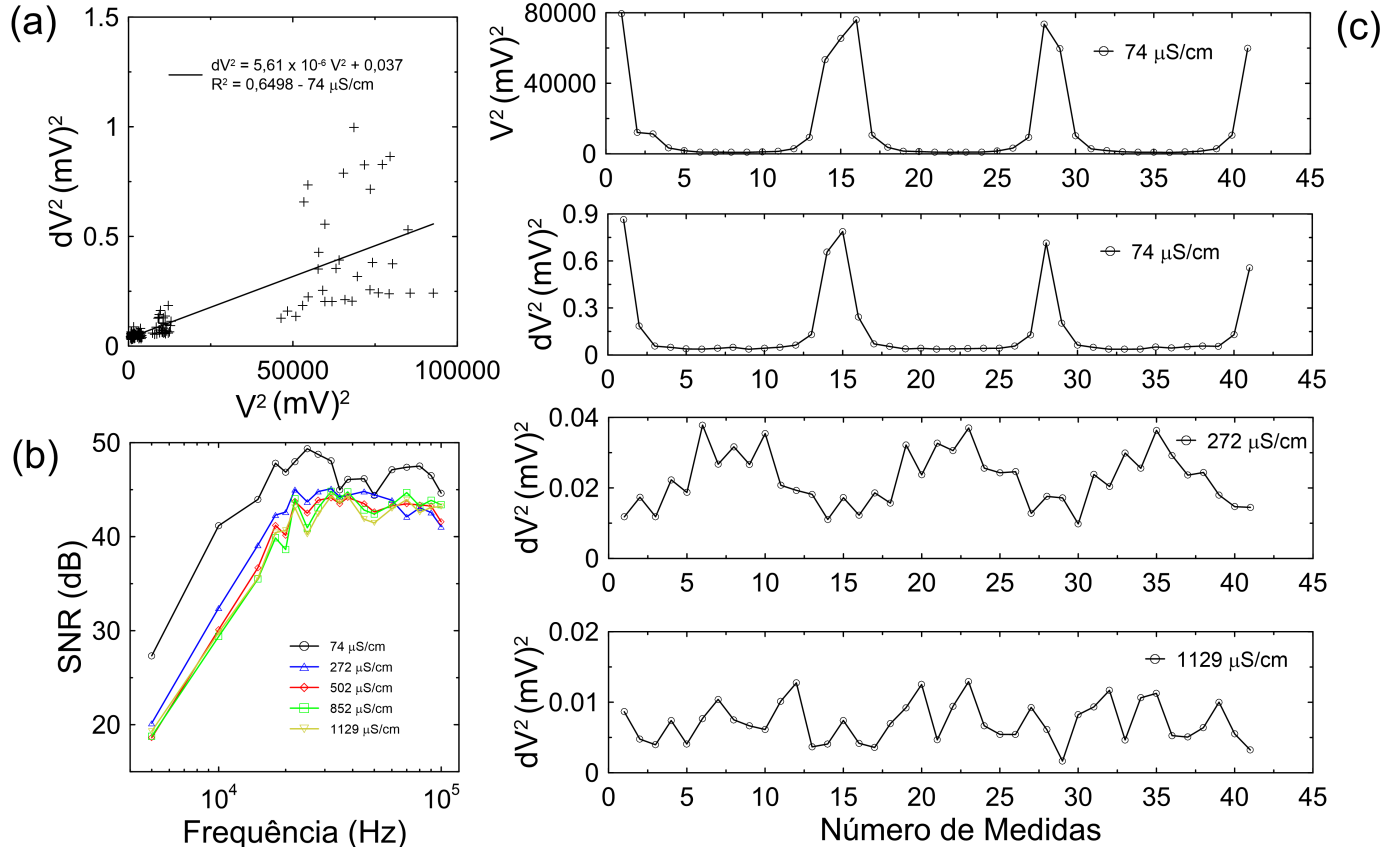 (a)
1.5
1
0.5
0
dV² (mV)²
dV² = 5,61 x 10⁻⁶ V² + 0,037
R² = 0,6498 - 74 μS/cm
0 50000 100000
V² (mV)²
(b)
50
40
30
20
SNR (dB)
74 μS/cm
272 μS/cm
502 μS/cm
852 μS/cm
1129 μS/cm
10⁴ 10⁵
Frequência (Hz)
(c)
80000
40000
0
V² (mV)²
74 μS/cm
0 5 10 15 20 25 30 35 40 45
0.9
0.6
0.3
0
dV² (mV)²
74 μS/cm
0 5 10 15 20 25 30 35 40 45
0.04
0.02
0
dV² (mV)²
272 μS/cm
0 5 10 15 20 25 30 35 40 45
0.02
0.01
0
dV² (mV)²
1129 μS/cm
0 5 10 15 20 25 30 35 40 45
Número de Medidas